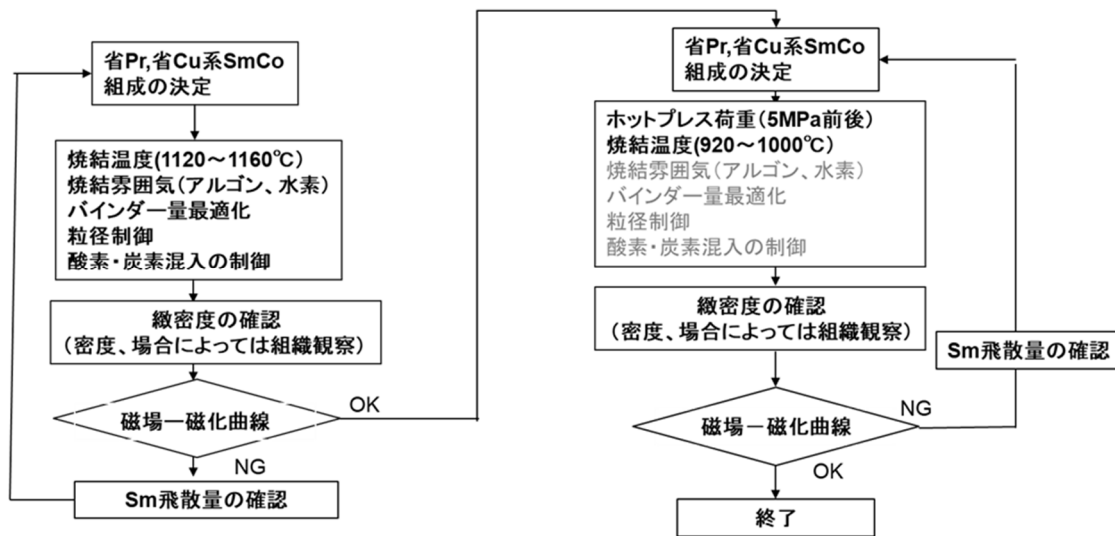 省Pr,省Cu系SmCo
組成の決定
焼結温度(1120～1160℃)
焼結雰囲気(アルゴン、水素)
バインダー量最適化
粒径制御
酸素・炭素混入の制御
緻密度の確認
(密度、場合によっては組織観察)
磁場－磁化曲線
OK
NG
Sm飛散量の確認
省Pr,省Cu系SmCo
組成の決定
ホットプレス荷重(5MPa前後)
焼結温度(920～1000℃)
焼結雰囲気(アルゴン、水素)
バインダー量最適化
粒径制御
酸素・炭素混入の制御
緻密度の確認
(密度、場合によっては組織観察)
Sm飛散量の確認
磁場－磁化曲線
NG
OK
終了